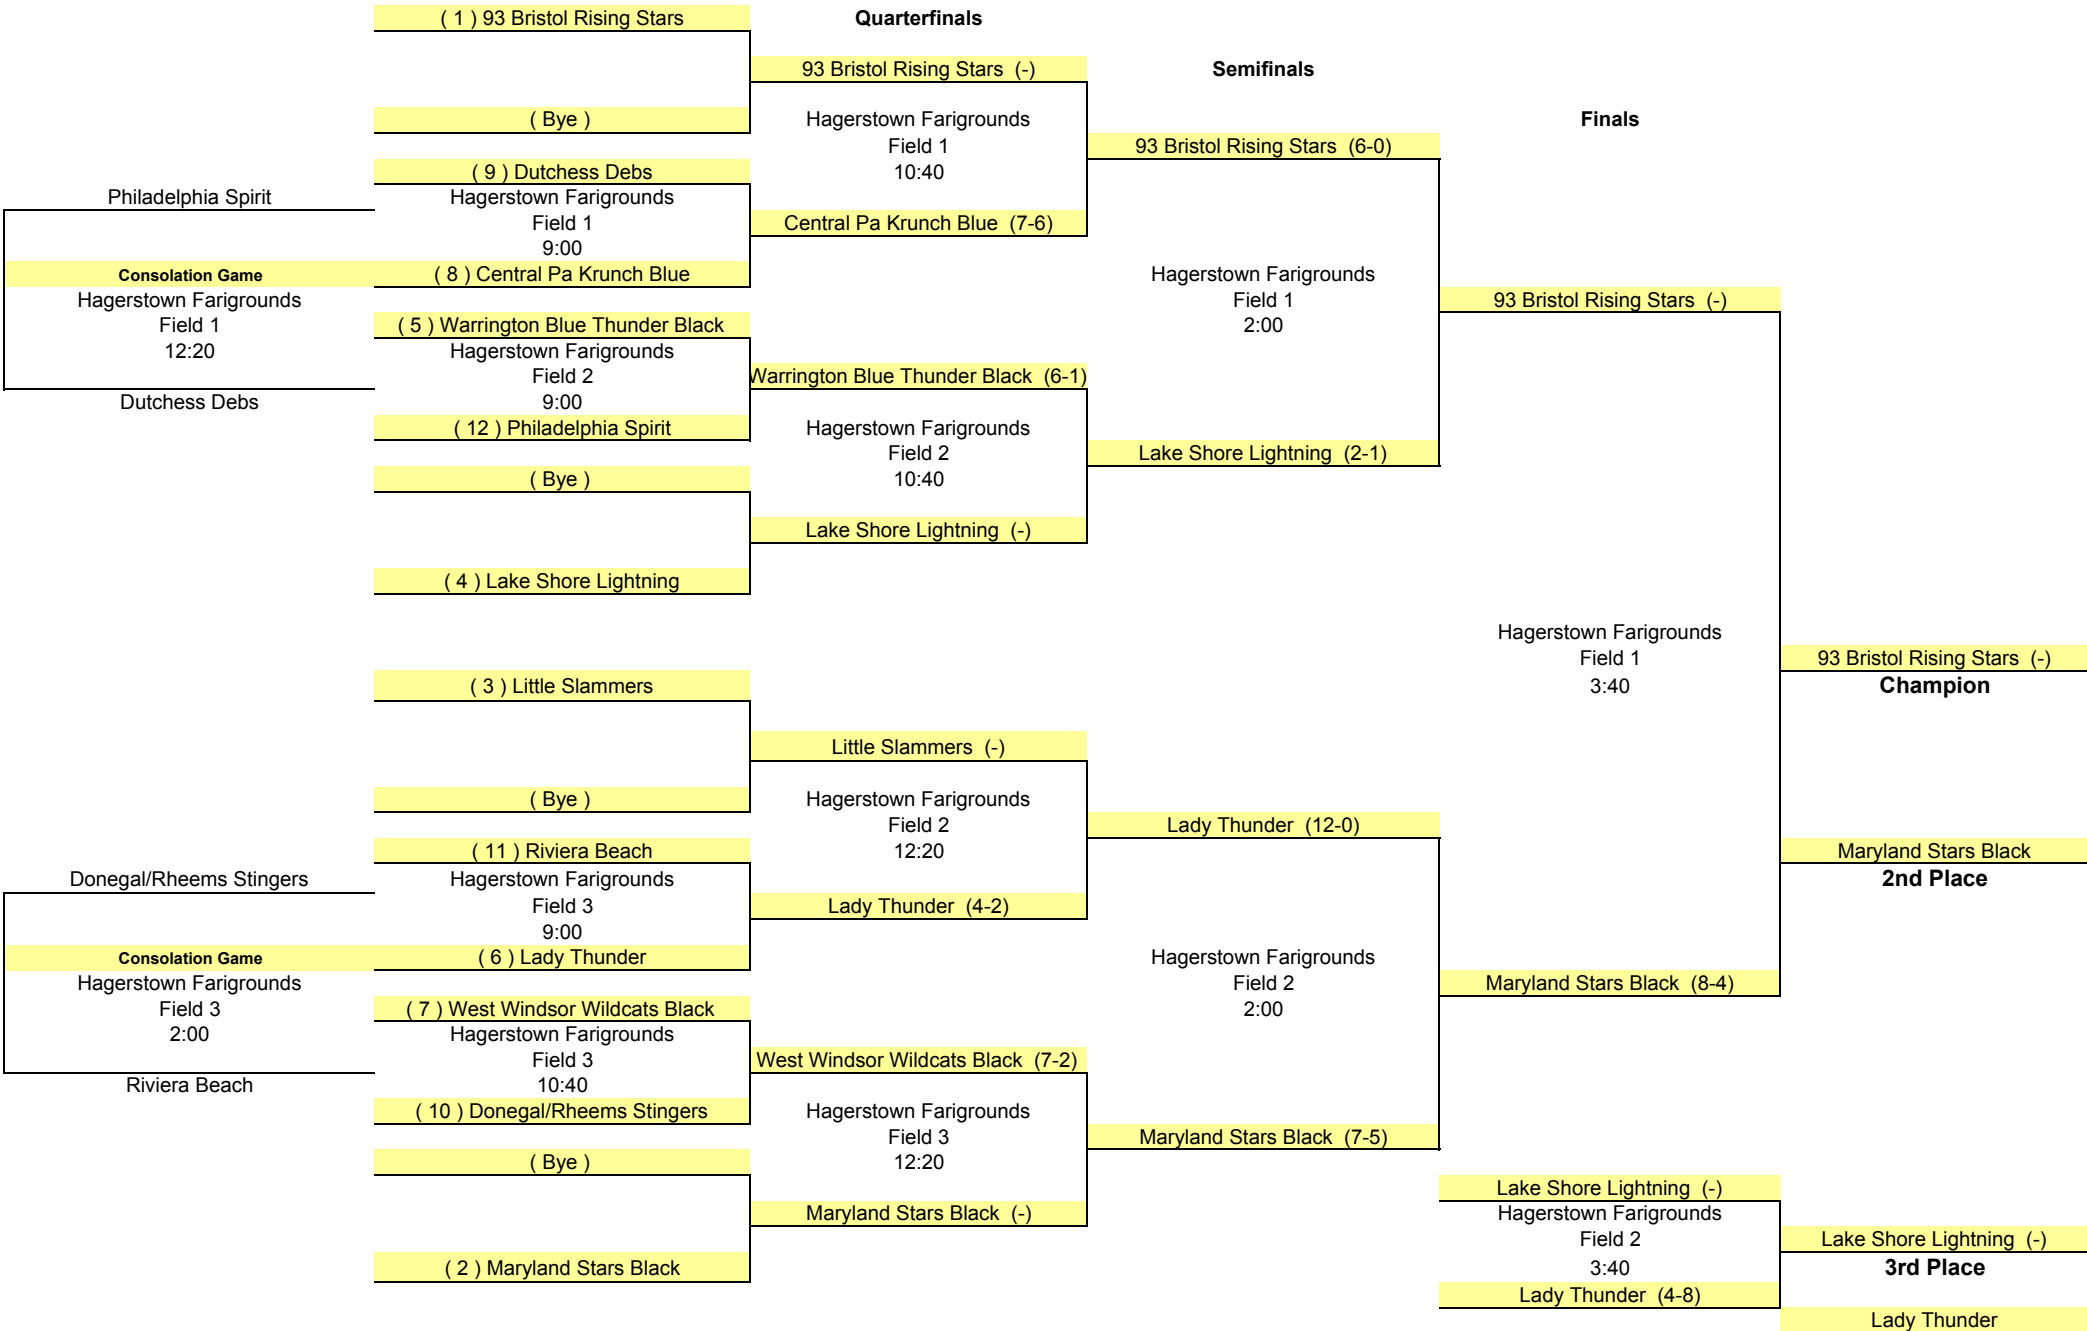 ( 1 ) 93 Bristol Rising Stars
Quarterfinals
93 Bristol Rising Stars (-)
Semifinals
( Bye )
Hagerstown Farigrounds
Field 1
10:40
Finals
93 Bristol Rising Stars (6-0)
( 9 ) Dutchess Debs
Philadelphia Spirit
Hagerstown Farigrounds
Field 1
9:00
Central Pa Krunch Blue (7-6)
Consolation Game
( 8 ) Central Pa Krunch Blue
Hagerstown Farigrounds
Field 1
12:20
Hagerstown Farigrounds
Field 1
2:00
93 Bristol Rising Stars (-)
( 5 ) Warrington Blue Thunder Black
Hagerstown Farigrounds
Field 2
9:00
Warrington Blue Thunder Black (6-1)
Dutchess Debs
( 12 ) Philadelphia Spirit
Hagerstown Farigrounds
Field 2
10:40
Lake Shore Lightning (2-1)
( Bye )
Lake Shore Lightning (-)
( 4 ) Lake Shore Lightning
Hagerstown Farigrounds
Field 1
3:40
93 Bristol Rising Stars (-)
Champion
( 3 ) Little Slammers
Little Slammers (-)
( Bye )
Hagerstown Farigrounds
Field 2
12:20
Lady Thunder (12-0)
( 11 ) Riviera Beach
Maryland Stars Black
2nd Place
Donegal/Rheems Stingers
Hagerstown Farigrounds
Field 3
9:00
Lady Thunder (4-2)
Consolation Game
( 6 ) Lady Thunder
Hagerstown Farigrounds
Field 3
2:00
Hagerstown Farigrounds
Field 2
2:00
Maryland Stars Black (8-4)
( 7 ) West Windsor Wildcats Black
Hagerstown Farigrounds
Field 3
10:40
West Windsor Wildcats Black (7-2)
Riviera Beach
( 10 ) Donegal/Rheems Stingers
Hagerstown Farigrounds
Field 3
12:20
Maryland Stars Black (7-5)
( Bye )
Maryland Stars Black (-)
( 2 ) Maryland Stars Black
Lake Shore Lightning (-)
Hagerstown Farigrounds
Field 2
3:40
Lake Shore Lightning (-)
3rd Place
Lady Thunder (4-8)
Lady Thunder